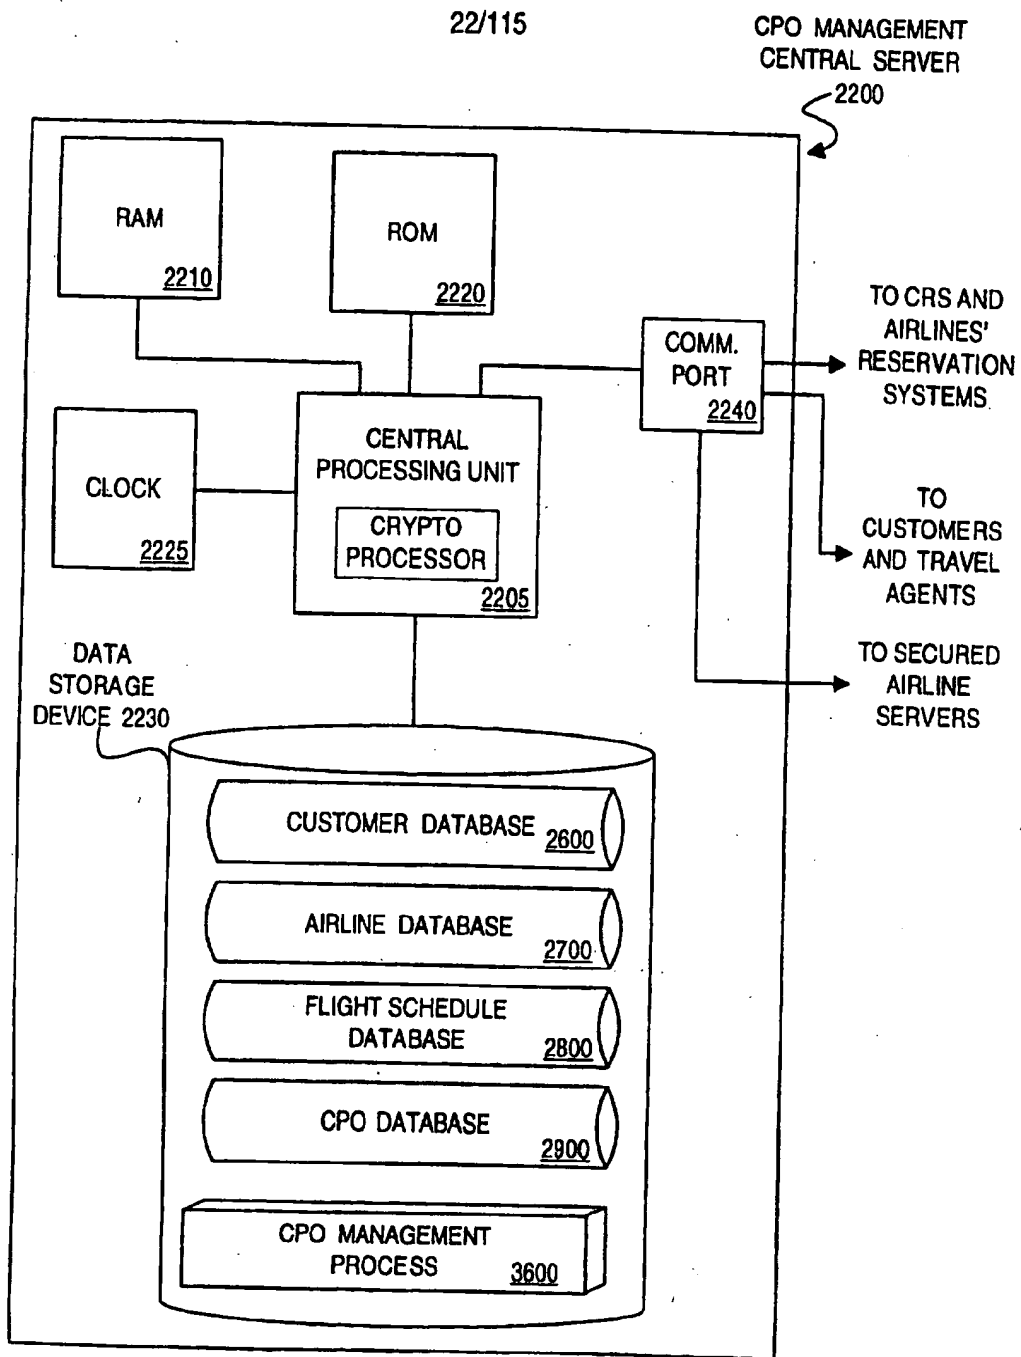 22/115
CPO MANAGEMENT
CENTRAL SERVER
2200
RAM
2210
ROM
2220
COMM.
PORT
2240
TO CRS AND
AIRLINES'
RESERVATION
SYSTEMS
CLOCK
2225
CENTRAL
PROCESSING UNIT
CRYPTO
PROCESSOR
2205
TO
CUSTOMERS
AND TRAVEL
AGENTS
TO SECURED
AIRLINE
SERVERS
DATA
STORAGE
DEVICE 2230
CUSTOMER DATABASE 2600
AIRLINE DATABASE 2700
FLIGHT SCHEDULE
DATABASE 2800
CPO DATABASE 2900
CPO MANAGEMENT
PROCESS 3600